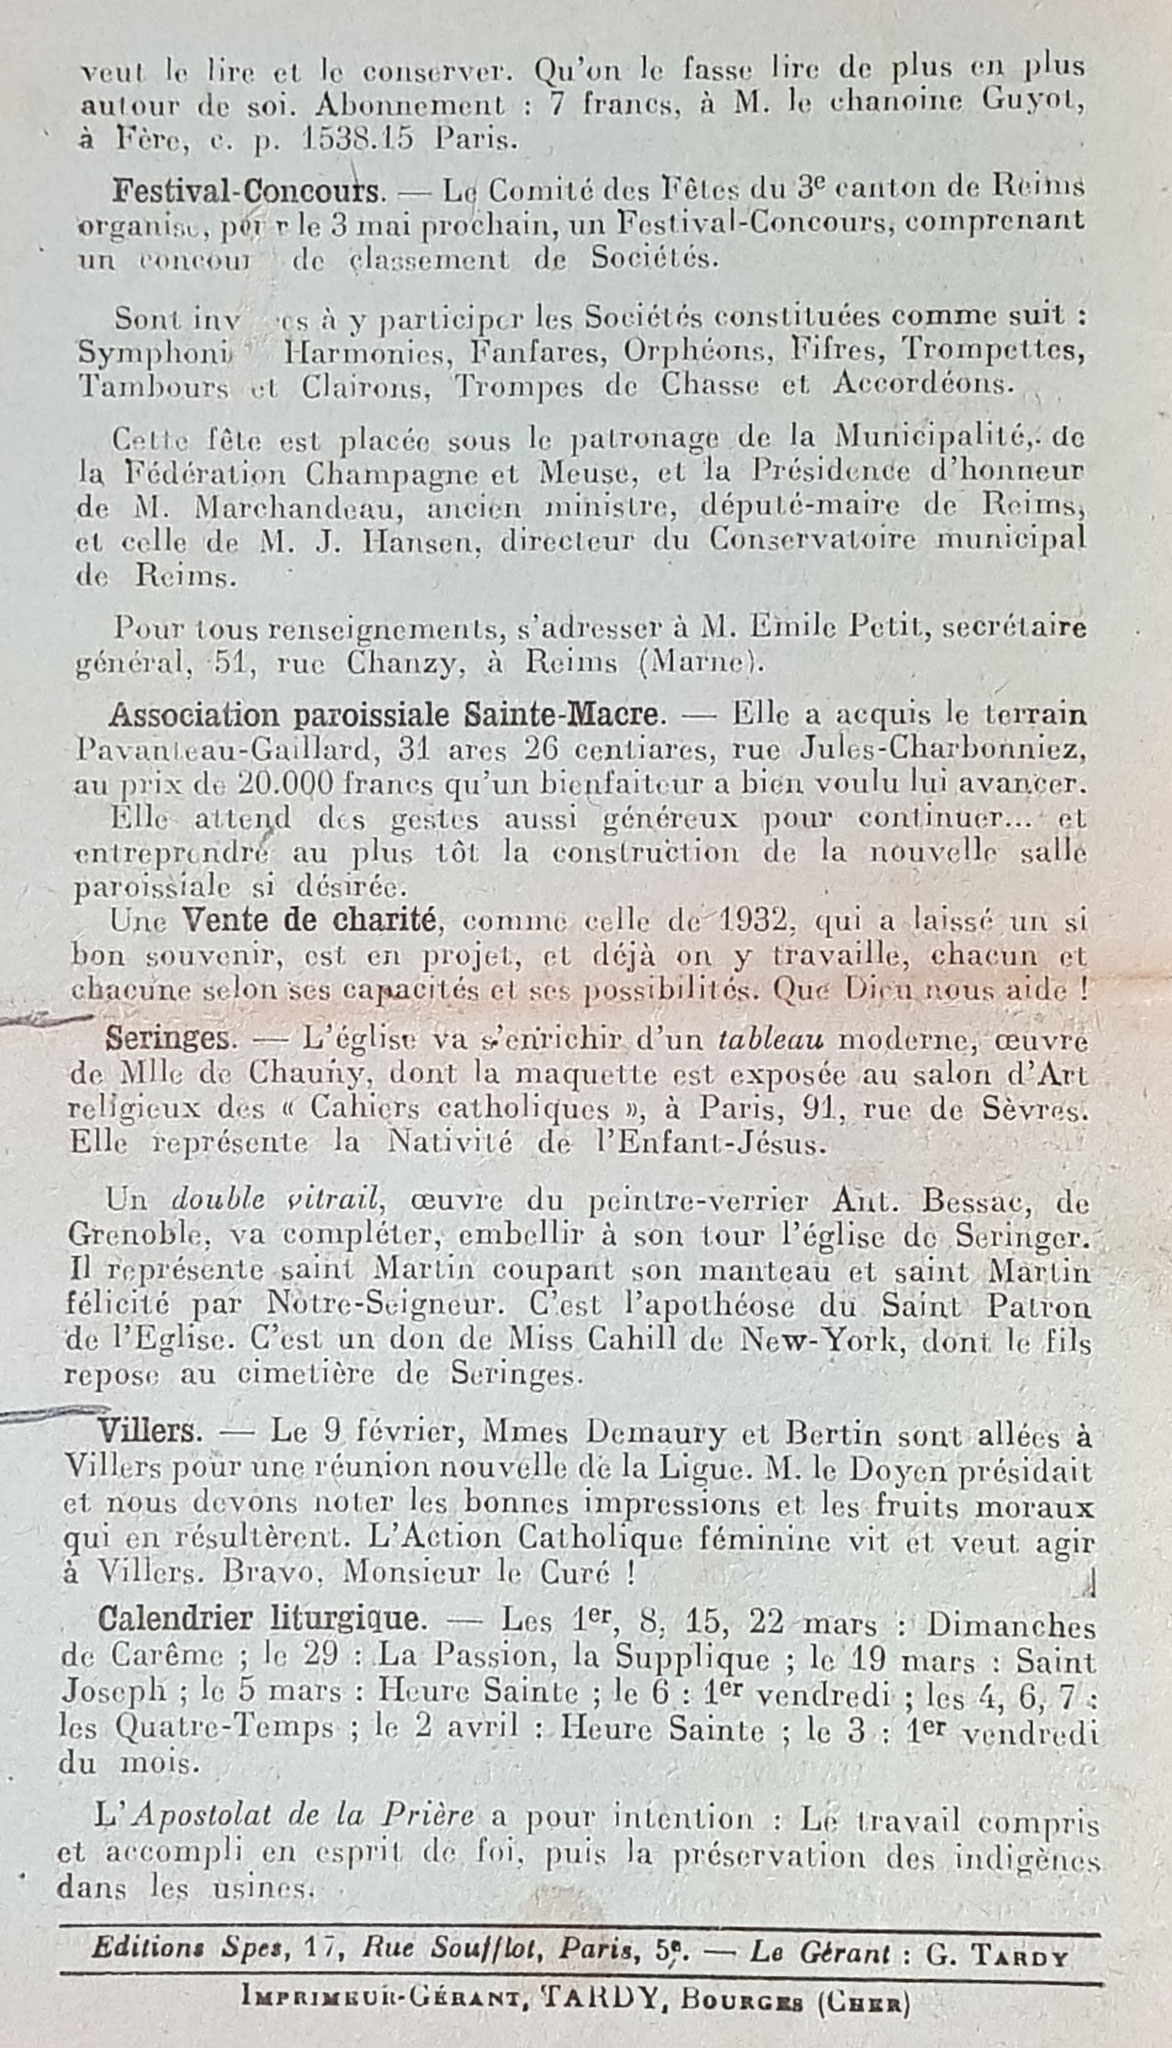 veut le lire et le conserver. Qu'on le fasse lire de plus en plus
autour de soi. Abonnement : 7 francs, à M. le chanoine Guyot,
à Fère, c. p. 1538.15 Paris.
Festival-Concours. — Le Comité des Fêtes du 3e canton de Reims
organise, pour le 3 mai prochain, un Festival-Concours, comprenant
un concour de classement de Sociétés.
Sont inv es à y participer les Sociétés constituées comme suit :
Symphoni Harmonies, Fanfares, Orphéons, Fifres, Trompettes,
Tambours et Clairons, Trompes de Chasse et Accordéons.
Cette fête est placée sous le patronage de la Municipalité, de
la Fédération Champagne et Meuse, et la Présidence d'honneur
de M. Marchandeau, ancien ministre, député-maire de Reims,
et celle de M. J. Hansen, directeur du Conservatoire municipal
de Reims.
Pour tous renseignements, s'adresser à M. Emile Petit, secrétaire
général, 51, rue Chanzy, à Reims (Marne).
Association paroissiale Sainte-Macre. — Elle a acquis le terrain
Pavanteau-Gaillard, 31 ares 26 centiares, rue Jules-Charbonniez,
au prix de 20.000 francs qu'un bienfaiteur a bien voulu lui avancer.
Elle attend des gestes aussi généreux pour continuer... et
entreprendre au plus tôt la construction de la nouvelle salle
paroissiale si désirée.
Une Vente de charité, comme celle de 1932, qui a laissé un si
bon souvenir, est en projet, et déjà on y travaille, chacun et
chacune selon ses capacités et ses possibilités. Que Dieu nous aide !
Seringes. — L'église va s'enrichir d'un tableau moderne, œuvre
de Mlle de Chauny, dont la maquette est exposée au salon d'Art
religieux des « Cahiers catholiques », à Paris, 91, rue de Sèvres.
Elle représente la Nativité de l'Enfant-Jésus.
Un double vitrail, œuvre du peintre-verrier Ant. Bessac, de
Grenoble, va compléter, embellir à son tour l'église de Seringer.
Il représente saint Martin coupant son manteau et saint Martin
félicité par Notre-Seigneur. C'est l'apothéose du Saint Patron
de l'Eglise. C'est un don de Miss Cahill de New-York, dont le fils
repose au cimetière de Seringes.
Villers. — Le 9 février, Mmes Demaury et Bertin sont allées à
Villers pour une réunion nouvelle de la Ligue. M. le Doyen présidait
et nous devons noter les bonnes impressions et les fruits moraux
qui en résultèrent. L'Action Catholique féminine vit et veut agir
à Villers. Bravo, Monsieur le Curé !
Calendrier liturgique. — Les 1er, 8, 15, 22 mars : Dimanches
de Carême ; le 29 : La Passion, la Supplique ; le 19 mars : Saint
Joseph ; le 5 mars : Heure Sainte ; le 6 : 1er vendredi ; les 4, 6, 7 :
les Quatre-Temps ; le 2 avril : Heure Sainte ; le 3 : 1er vendredi
du mois.
L'Apostolat de la Prière a pour intention : Le travail compris
et accompli en esprit de foi, puis la préservation des indigènes
dans les usines.
Editions Spes, 17, Rue Soufflot, Paris, 5e. — Le Gérant : G. TARDY
IMPRIMEUR-GÉRANT, TARDY, BOURGES (CHER)